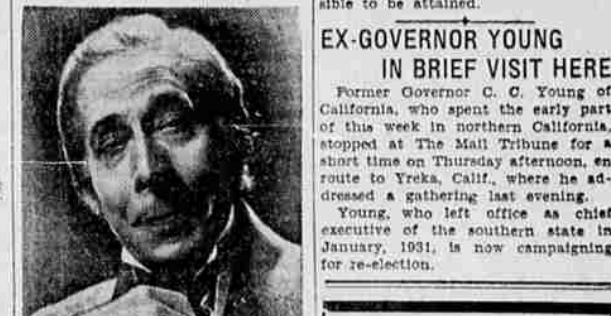 sible to be attained.
EX-GOVERNOR YOUNG
IN BRIEF VISIT HERE
Former Governor C. C. Young of
California, who spent the early part
of this week in northern California,
stopped at The Mail Tribune for a
short time on Thursday afternoon, en
route to Yreka, Calif., where he ad-
dressed a gathering last evening.
Young, who left office as chief
executive of the southern state in
January, 1931, is now campaigning
for re-election.